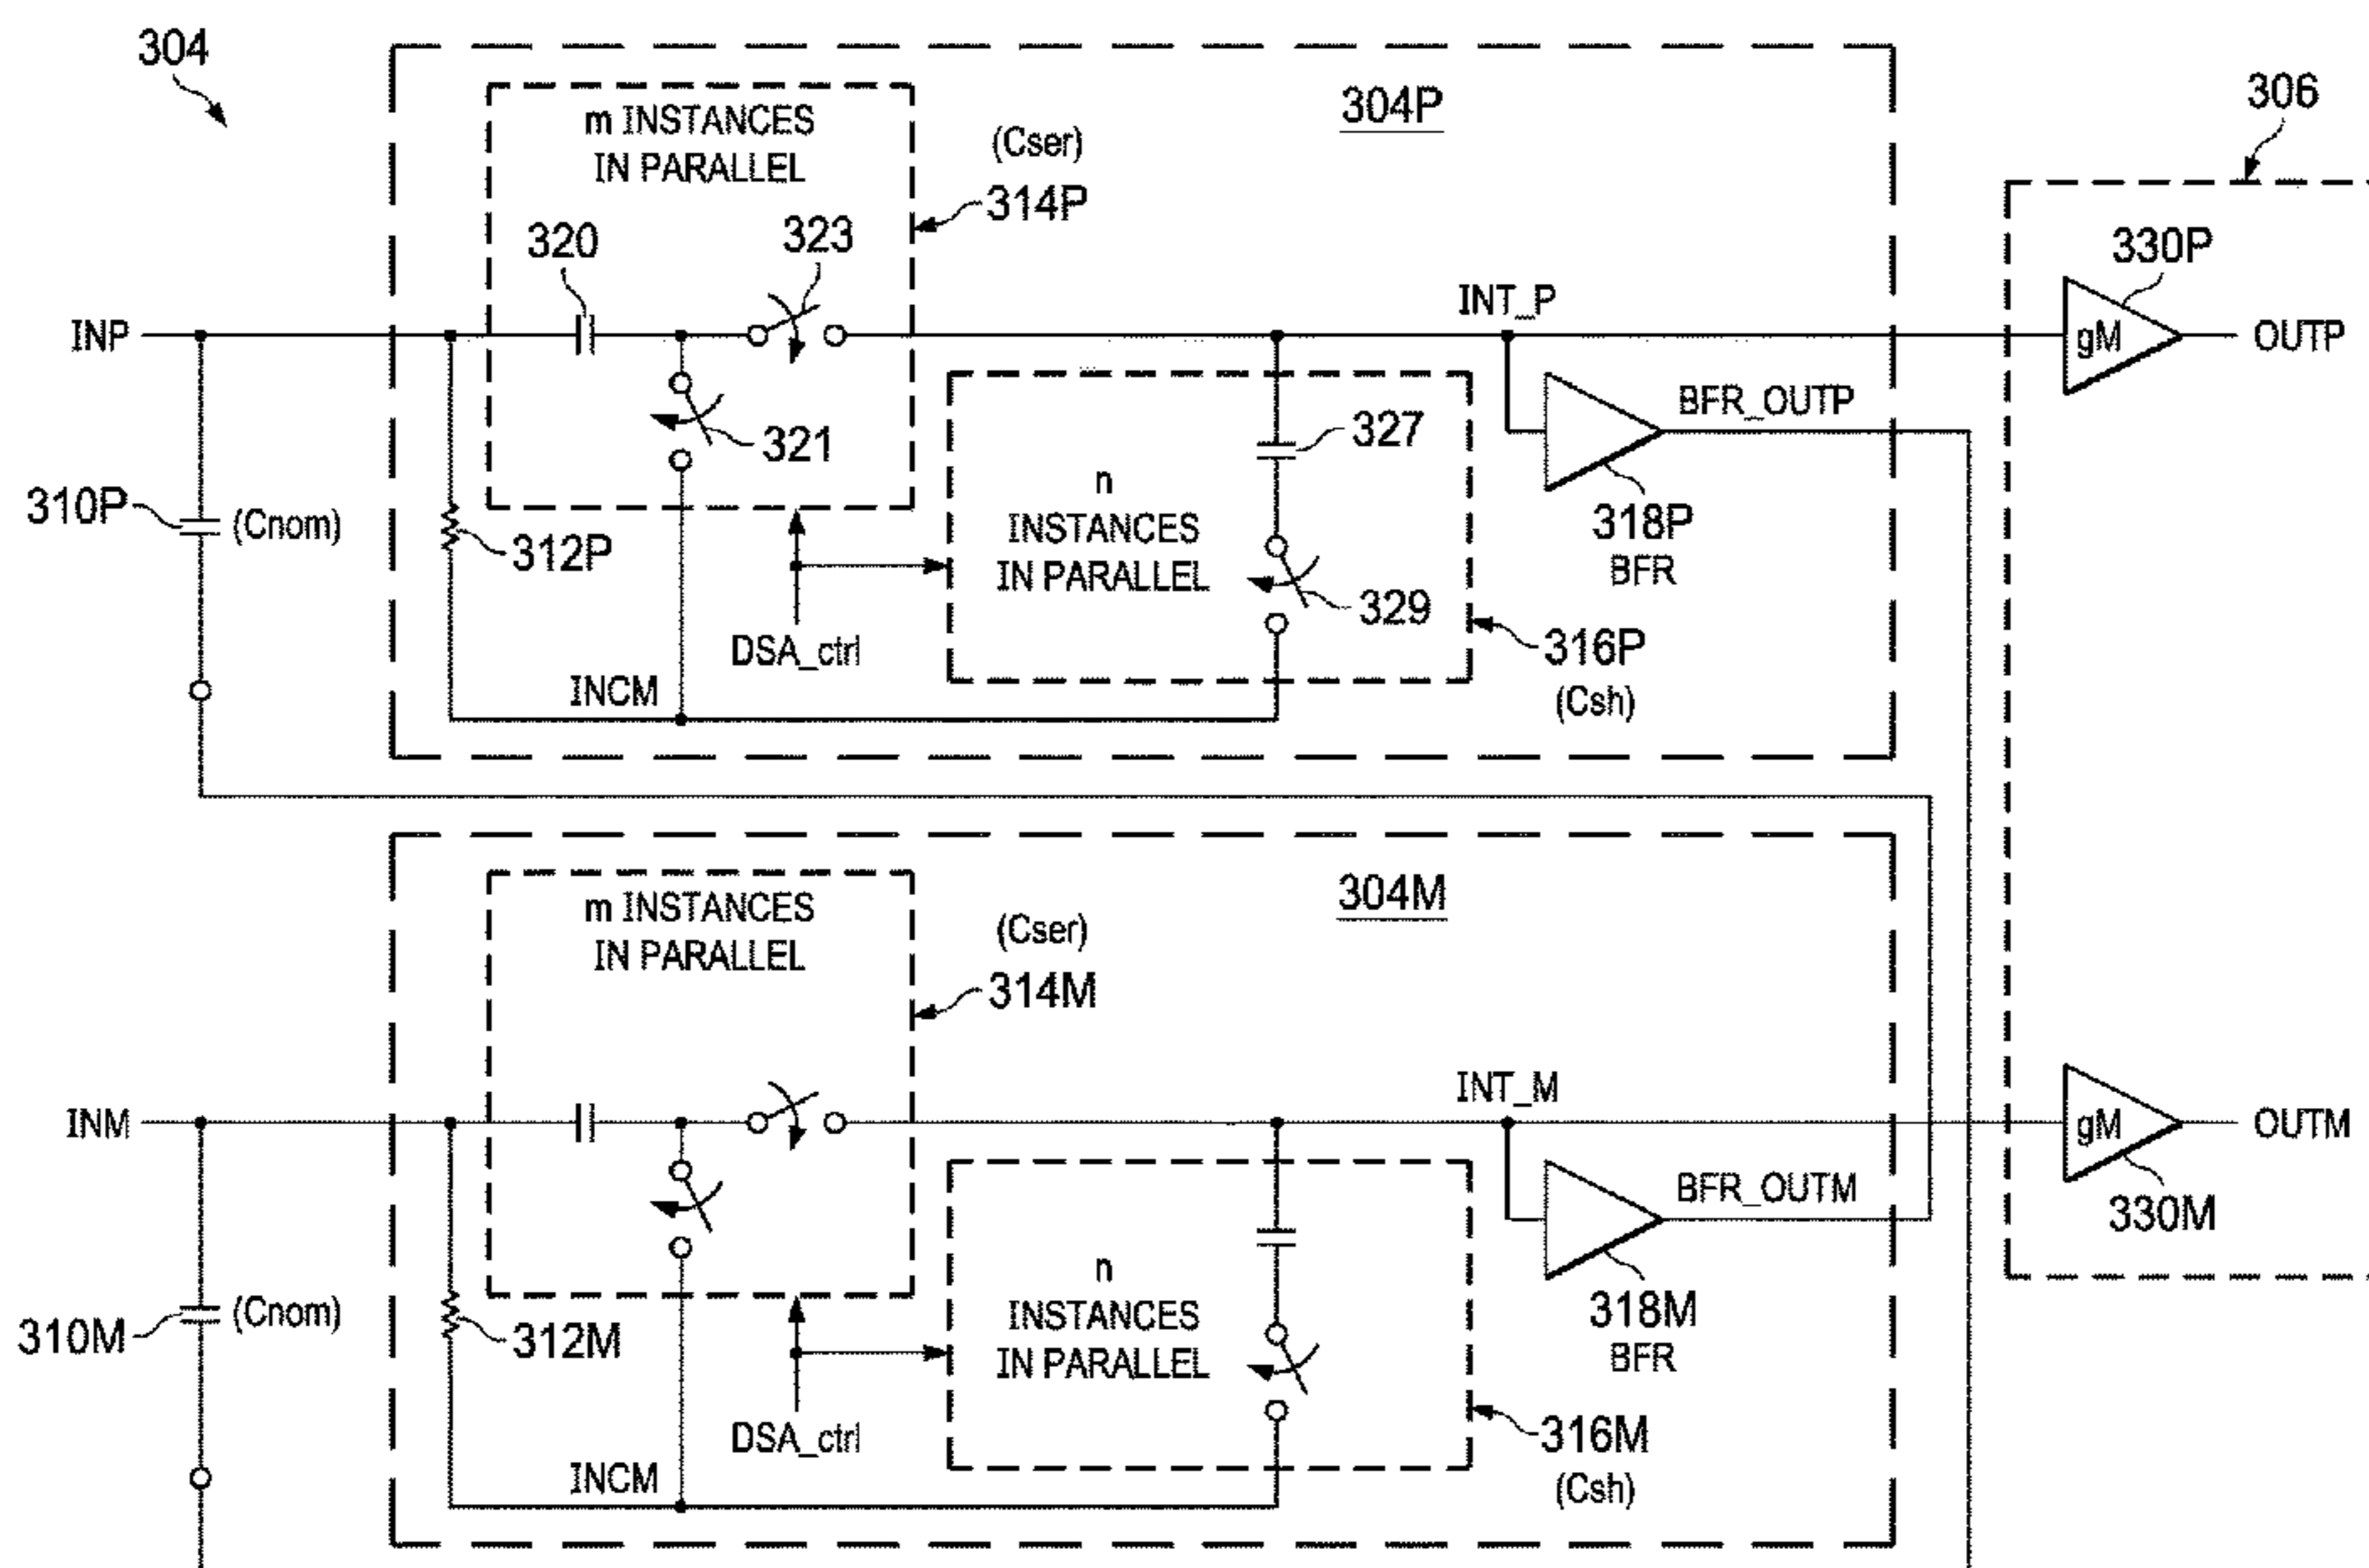 304
m INSTANCES
IN PARALLEL
(Cser)
304P
306
314P
330P
320
323
INT_P
INP
gM
OUTP
BFR_OUTP
321
327
310P
(Cnom)
312P
n
INSTANCES
IN PARALLEL
318P
BFR
329
DSA_ctrl
316P
(Csh)
INCM
m INSTANCES
IN PARALLEL
(Cser)
304M
314M
INT_M
INM
gM
OUTM
BFR_OUTM
330M
310M
(Cnom)
312M
n
INSTANCES
IN PARALLEL
318M
BFR
DSA_ctrl
316M
(Csh)
INCM